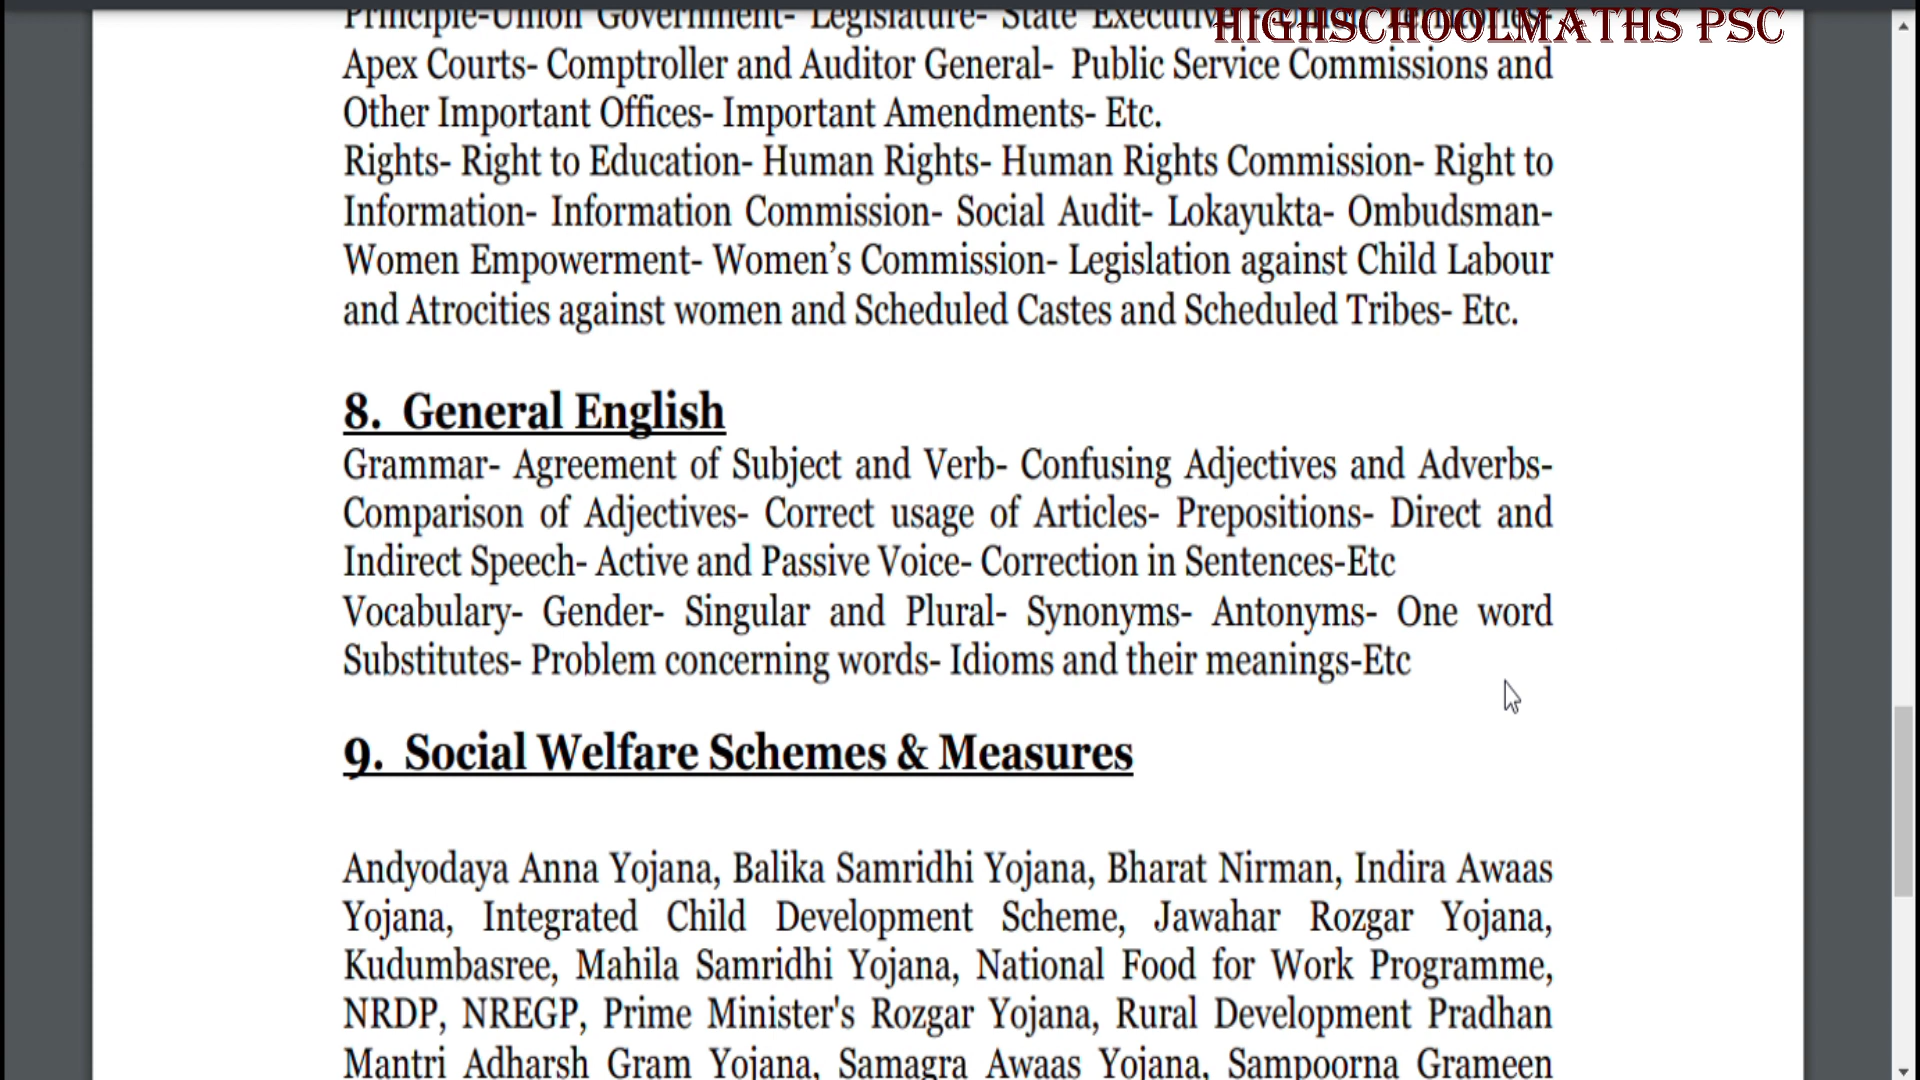 Principle-Union Government- Legislature- State Executive
HIGHSCHOOLMATHS PSC
Apex Courts- Comptroller and Auditor General- Public Service Commissions and
Other Important Offices- Important Amendments- Etc.
Rights- Right to Education- Human Rights- Human Rights Commission- Right to
Information- Information Commission- Social Audit- Lokayukta- Ombudsman-
Women Empowerment- Women’s Commission- Legislation against Child Labour
and Atrocities against women and Scheduled Castes and Scheduled Tribes- Etc.
8. General English
Grammar- Agreement of Subject and Verb- Confusing Adjectives and Adverbs-
Comparison of Adjectives- Correct usage of Articles- Prepositions- Direct and
Indirect Speech- Active and Passive Voice- Correction in Sentences-Etc
Vocabulary- Gender- Singular and Plural- Synonyms- Antonyms- One word
Substitutes- Problem concerning words- Idioms and their meanings-Etc
9. Social Welfare Schemes & Measures
Andyodaya Anna Yojana, Balika Samridhi Yojana, Bharat Nirman, Indira Awaas
Yojana, Integrated Child Development Scheme, Jawahar Rozgar Yojana,
Kudumbasree, Mahila Samridhi Yojana, National Food for Work Programme,
NRDP, NREGP, Prime Minister's Rozgar Yojana, Rural Development Pradhan
Mantri Adharsh Gram Yojana, Samagra Awaas Yojana, Sampoorna Grameen